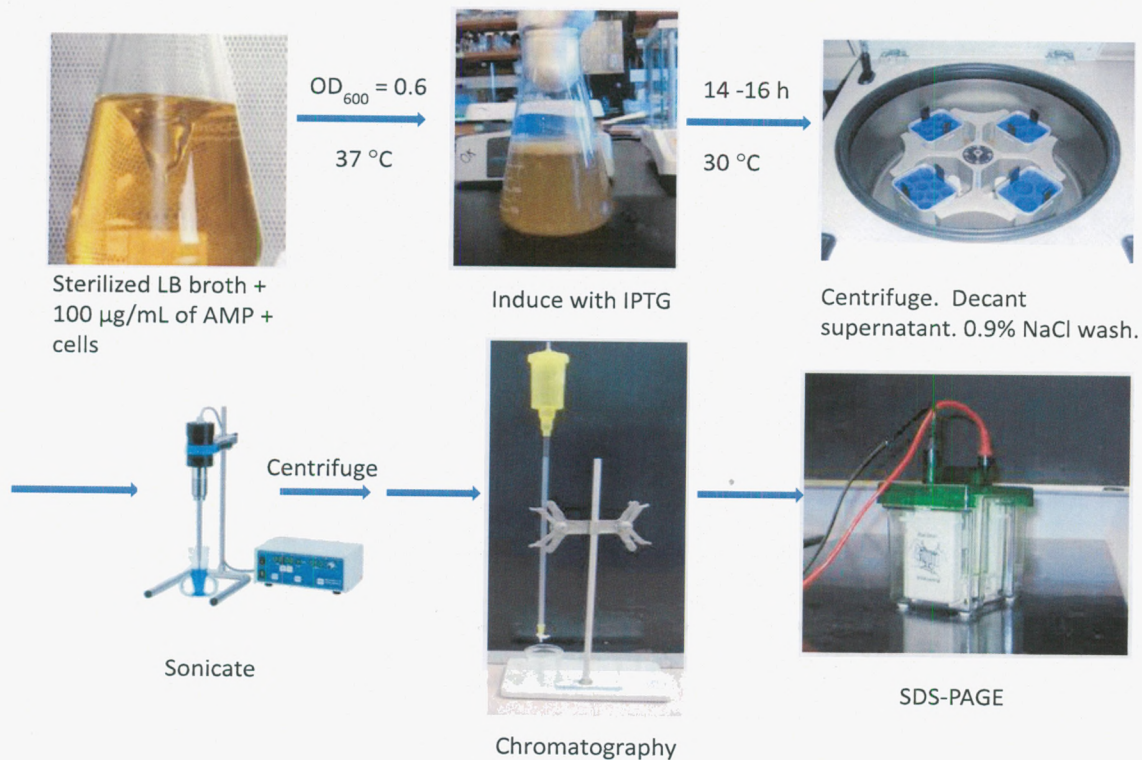 OD600 = 0.6
37 °C
14 -16 h
30 °C
Sterilized LB broth +
100 µg/mL of AMP +
cells
Induce with IPTG
Centrifuge. Decant
supernatant. 0.9% NaCl wash.
Centrifuge
Sonicate
Chromatography
SDS-PAGE